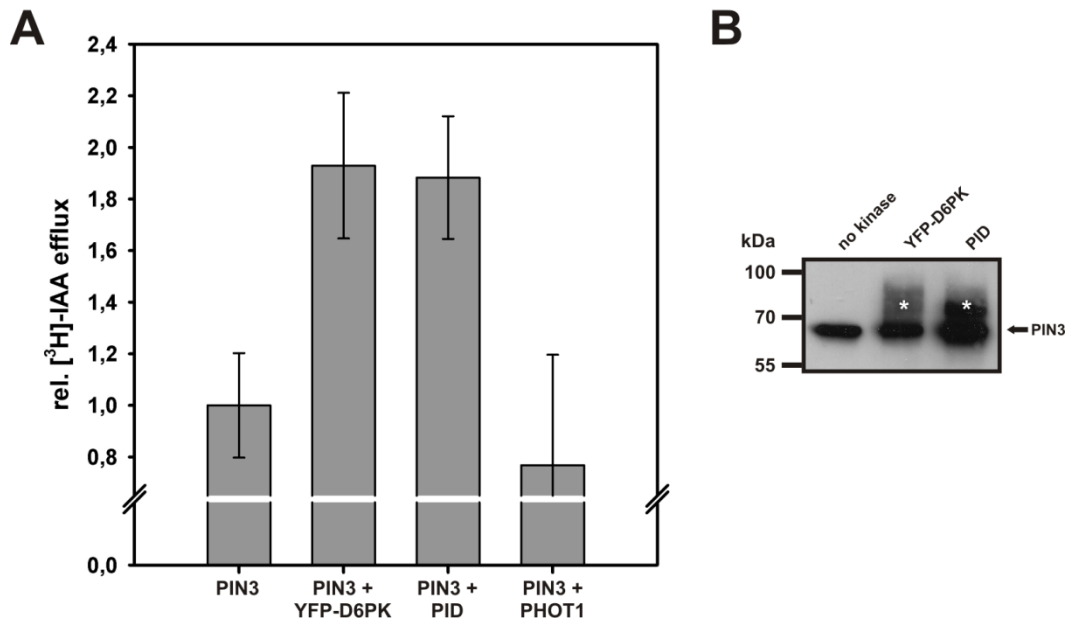 A
rel. [³H]-IAA efflux
2,4
2,2
2,0
1,8
1,6
1,4
1,2
1,0
0,8
0,0
PIN3
PIN3 +
YFP-D6PK
PIN3 +
PID
PIN3 +
PHOT1
B
kDa
no kinase
YFP-D6PK
PID
100
70
55
*
*
PIN3